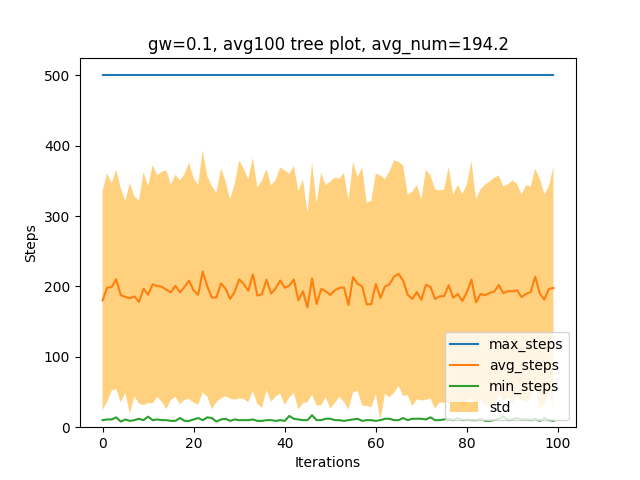 gw=0.1, avg100 tree plot, avg_num=194.2
Steps
500
400
300
200
100
0
0 20 40 60 80 100
Iterations
max_steps
avg_steps
min_steps
std